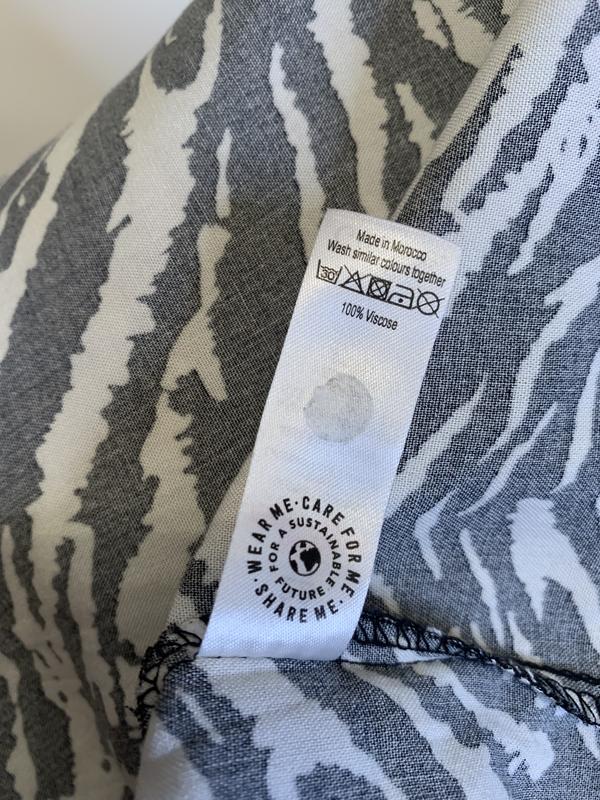 Made in Morocco
Wash similar colours together
30
100% Viscose
WEAR ME · CARE FOR ME · SHARE ME ·
FOR A SUSTAINABLE FUTURE